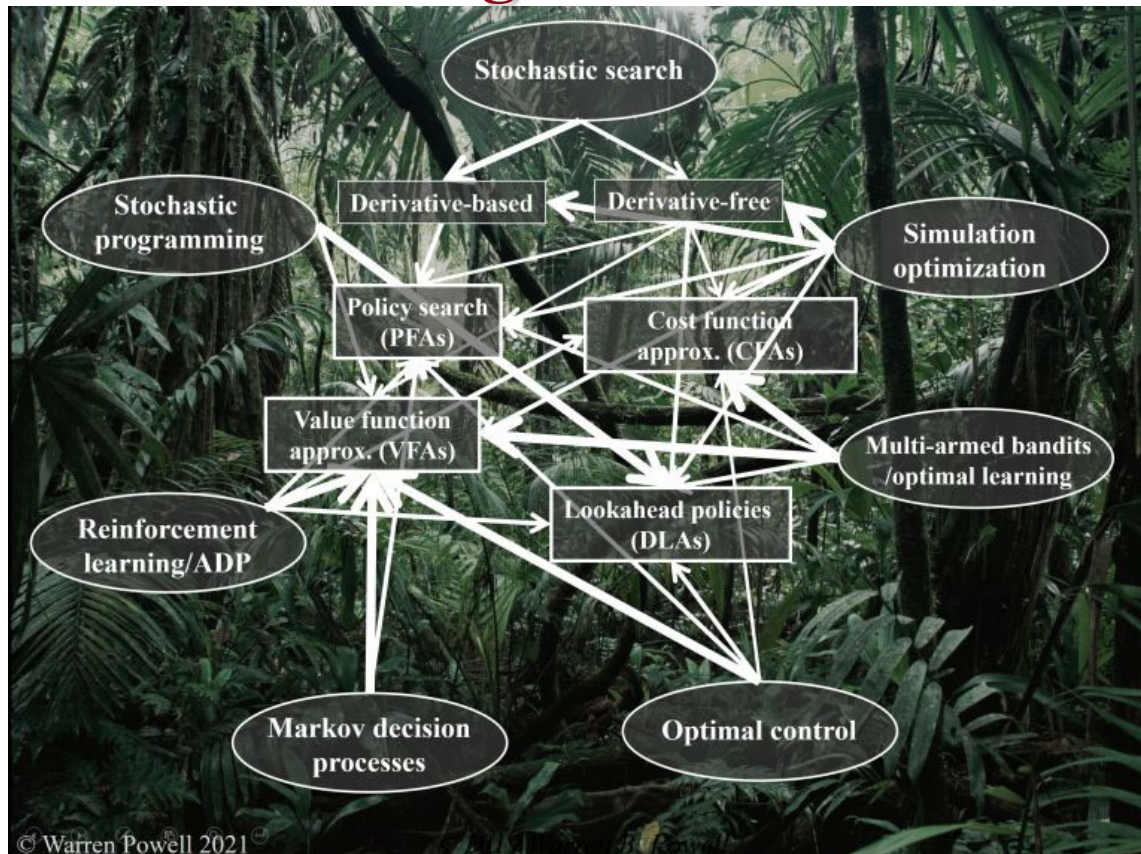 Stochastic search
Derivative-based
Derivative-free
Stochastic
programming
Simulation
optimization
Policy search
(PFAs)
Cost function
approx. (CFAs)
Value function
approx. (VFAs)
Multi-armed bandits
/optimal learning
Lookahead policies
(DLAs)
Reinforcement
learning/ADP
Markov decision
processes
Optimal control
© Warren Powell 2021